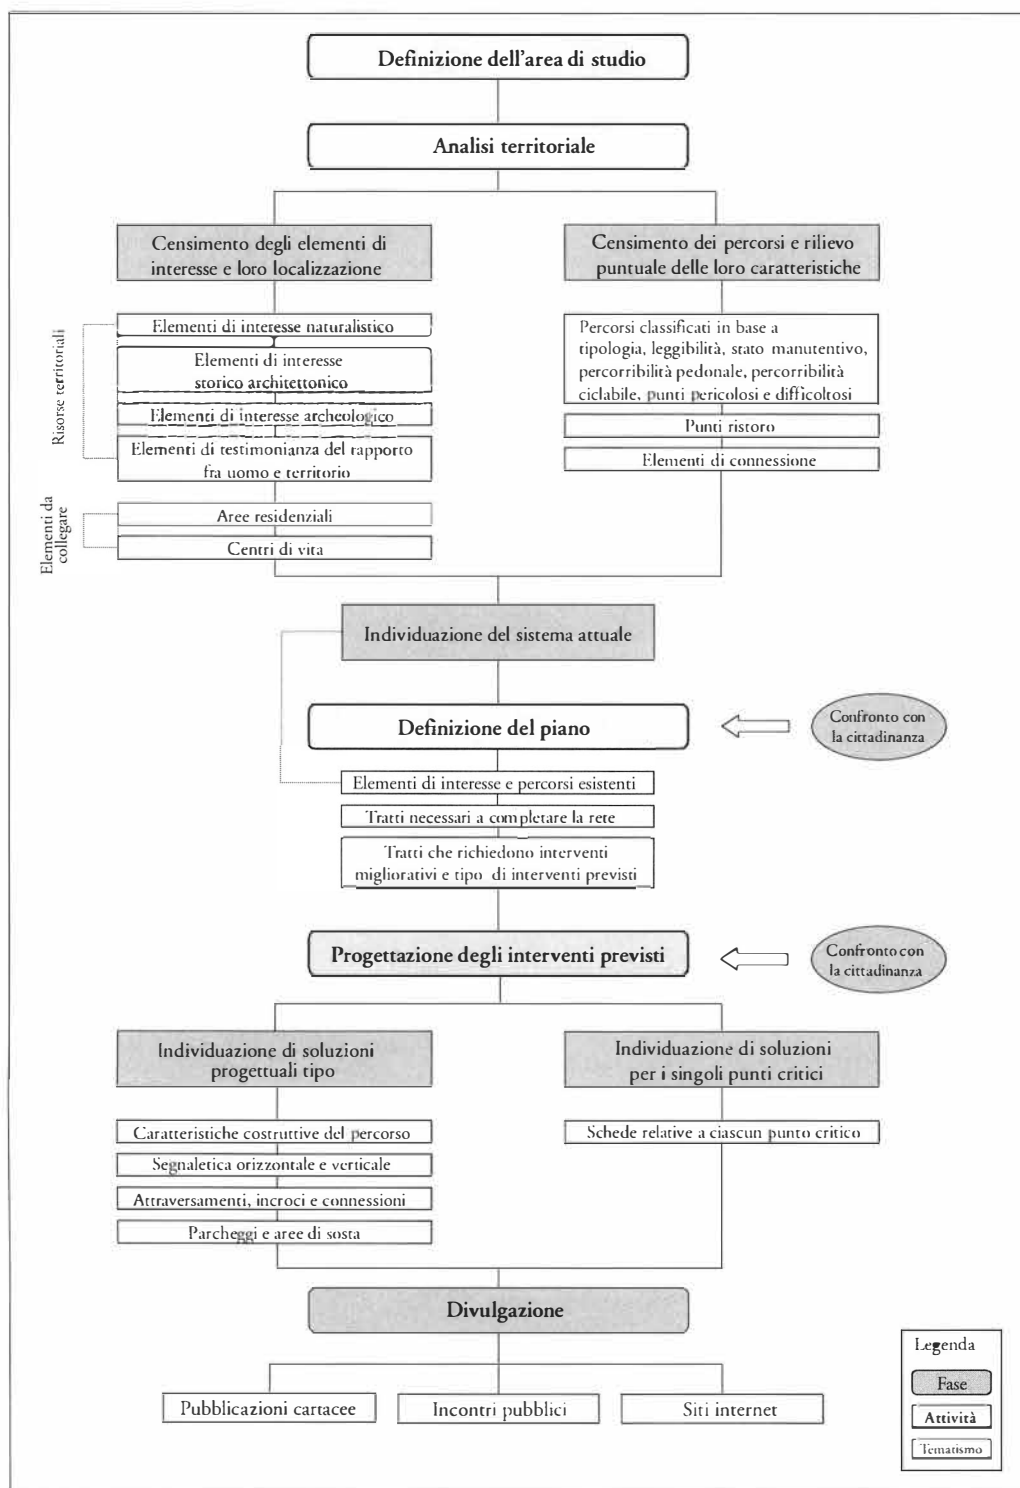 Definizione dell'area di studio
Analisi territoriale
Censimento degli elementi di
interesse e loro localizzazione
Censimento dei percorsi e rilievo
puntuale delle loro caratteristiche
Risorse territoriali
Elementi di interesse naturalistico
Elementi di interesse
storico architettonico
Elementi di interesse archeologico
Elementi di testimonianza del rapporto
fra uomo e territorio
Percorsi classificati in base a
tipologia, leggibilità, stato manutentivo,
percorribilità pedonale, percorribilità
ciclabile, punti pericolosi e difficoltosi
Punti ristoro
Elementi di connessione
Elementi da
collegare
Aree residenziali
Centri di vita
Individuazione del sistema attuale
Definizione del piano
Confronto con
la cittadinanza
Elementi di interesse e percorsi esistenti
Tratti necessari a completare la rete
Tratti che richiedono interventi
migliorativi e tipo di interventi previsti
Progettazione degli interventi previsti
Confronto con
la cittadinanza
Individuazione di soluzioni
progettuali tipo
Individuazione di soluzioni
per i singoli punti critici
Caratteristiche costruttive del percorso
Segnaletica orizzontale e verticale
Attraversamenti, incroci e connessioni
Parcheggi e aree di sosta
Schede relative a ciascun punto critico
Divulgazione
Pubblicazioni cartacee
Incontri pubblici
Siti internet
Legenda
Fase
Attività
Tematismo